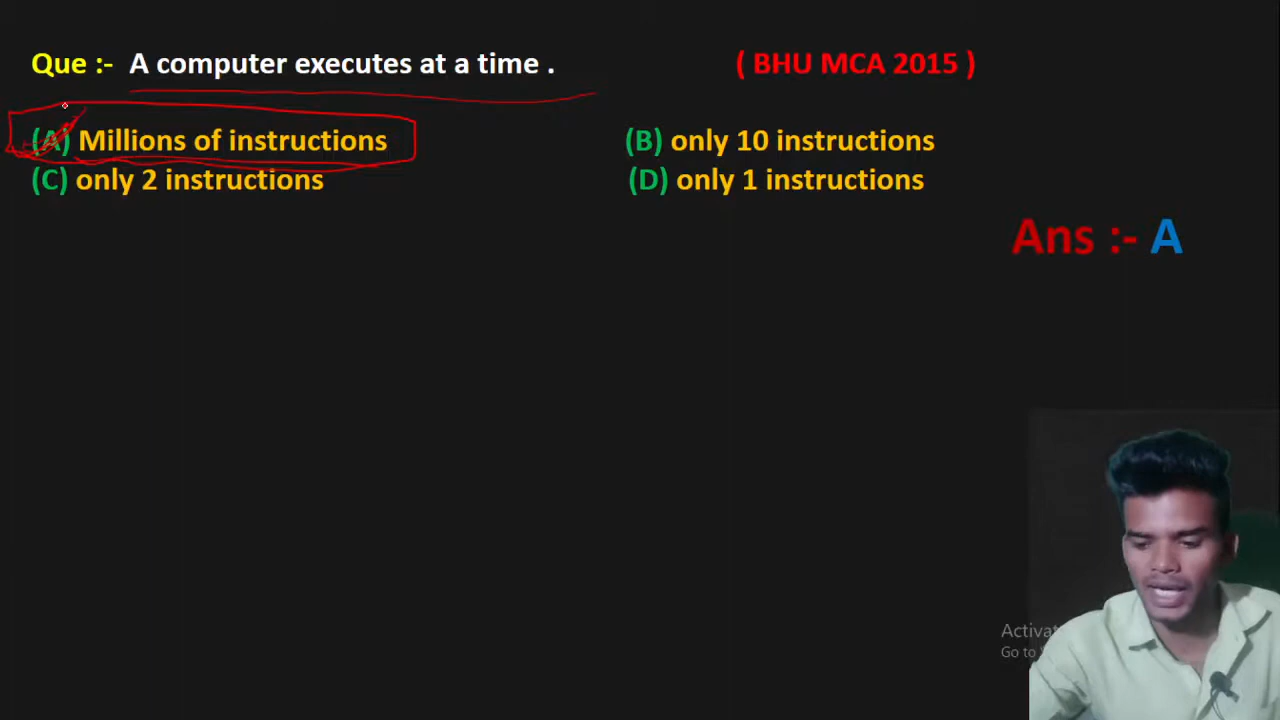 Que :- A computer executes at a time . ( BHU MCA 2015 )
(A) Millions of instructions (B) only 10 instructions
(C) only 2 instructions (D) only 1 instructions
Ans :- A
Go to